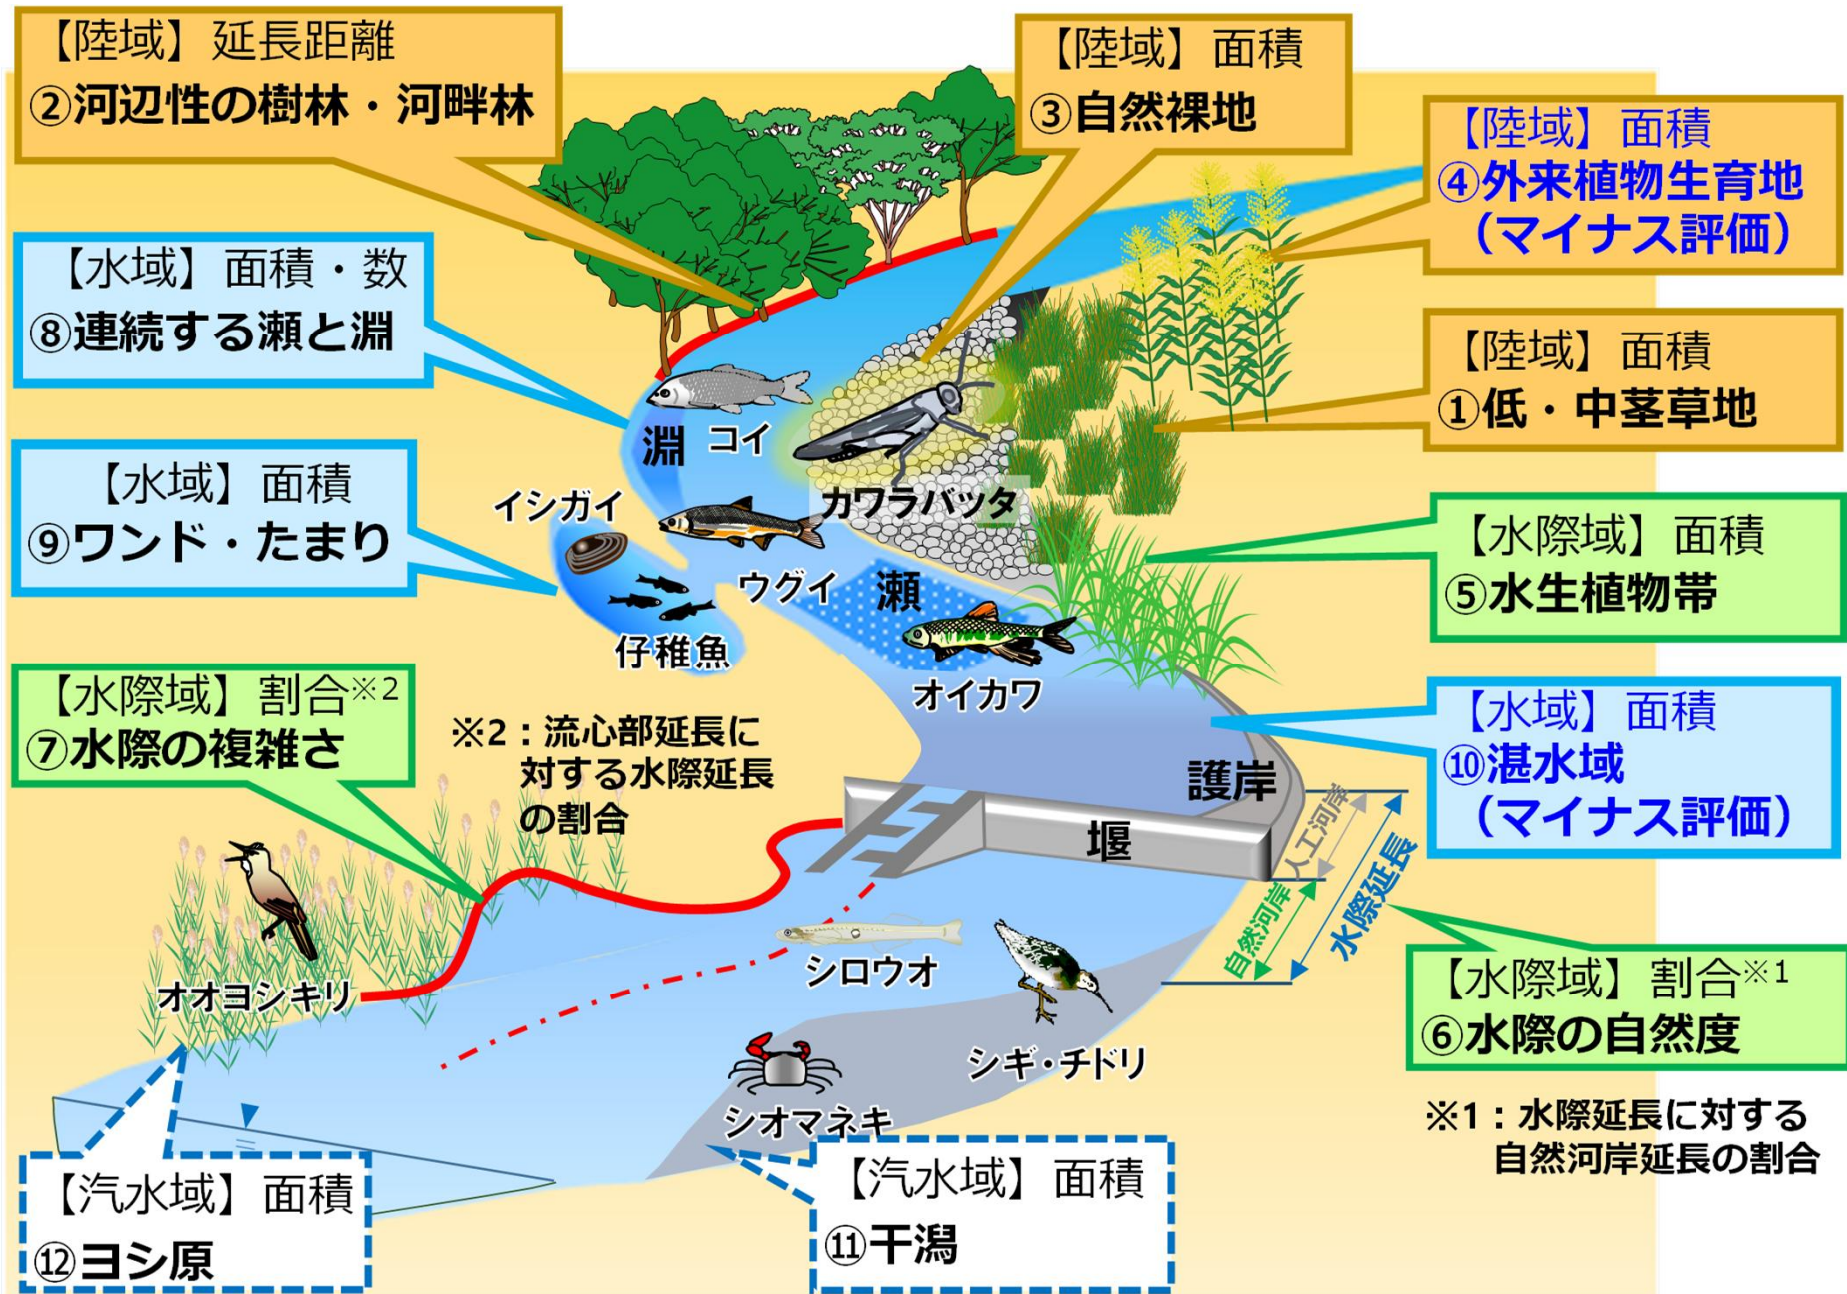 【陸域】延長距離
②河辺性の樹林・河畔林
【陸域】面積
③自然裸地
【陸域】面積
④外来植物生育地
（マイナス評価）
【水域】面積・数
⑧連続する瀬と淵
【陸域】面積
①低・中茎草地
淵
コイ
カワラバッタ
【水域】面積
⑨ワンド・たまり
イシガイ
ウグイ
瀬
仔稚魚
オイカワ
【水際域】面積
⑤水生植物帯
【水際域】割合※2
⑦水際の複雑さ
※2：流心部延長に
対する水際延長
の割合
【水域】面積
⑩湛水域
（マイナス評価）
護岸
堰
人工河岸
自然河岸
水際延長
オオヨシキリ
シロウオ
シギ・チドリ
シオマネキ
【水際域】割合※1
⑥水際の自然度
※1：水際延長に対する
自然河岸延長の割合
【汽水域】面積
⑫ヨシ原
【汽水域】面積
⑪干潟